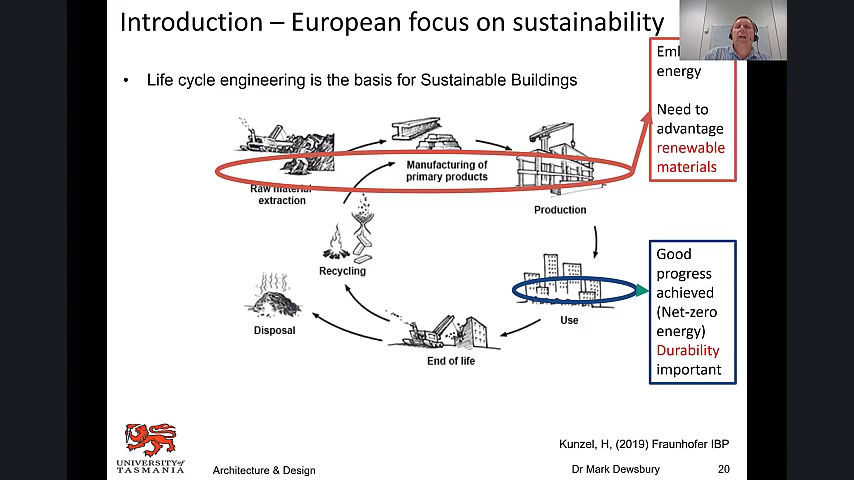 Introduction – European focus on sustainability
• Life cycle engineering is the basis for Sustainable Buildings
energy
Need to
advantage
renewable
materials
Manufacturing of
primary products
Raw material
extraction
Production
Recycling
Good
progress
achieved
(Net-zero
energy)
Durability
important
Use
Disposal
End of life
Kunzel, H, (2019) Fraunhofer IBP
UNIVERSITY of
TASMANIA
Architecture & Design
Dr Mark Dewsbury
20